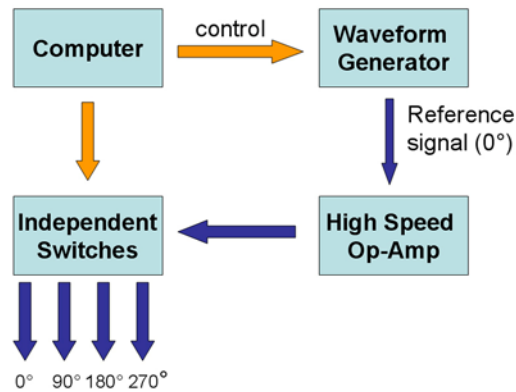 Computer
control
Waveform
Generator
Reference
signal (0°)
Independent
Switches
High Speed
Op-Amp
0° 90° 180° 270°